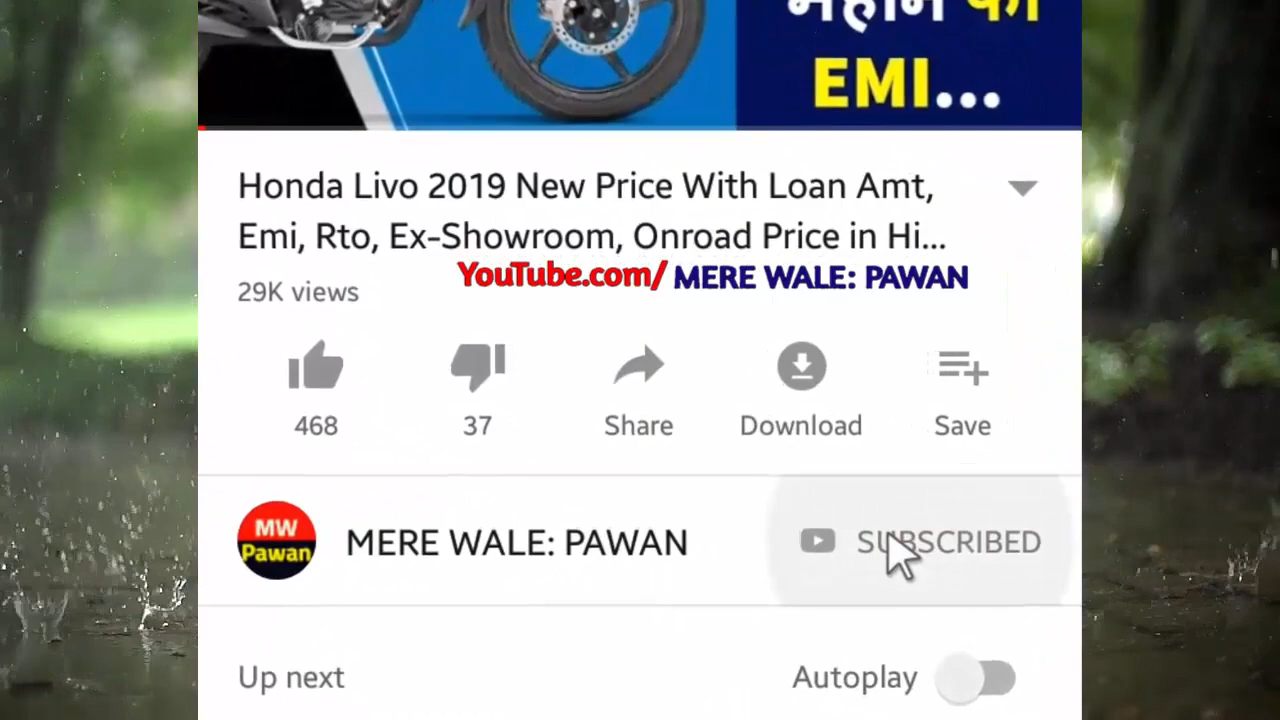 EMI...
Honda Livo 2019 New Price With Loan Amt,
Emi, Rto, Ex-Showroom, Onroad Price in Hi...
YouTube.com/ MERE WALE: PAWAN
29K views
468
37
Share
Download
Save
MW
Pawan
MERE WALE: PAWAN
SUBSCRIBED
Up next
Autoplay